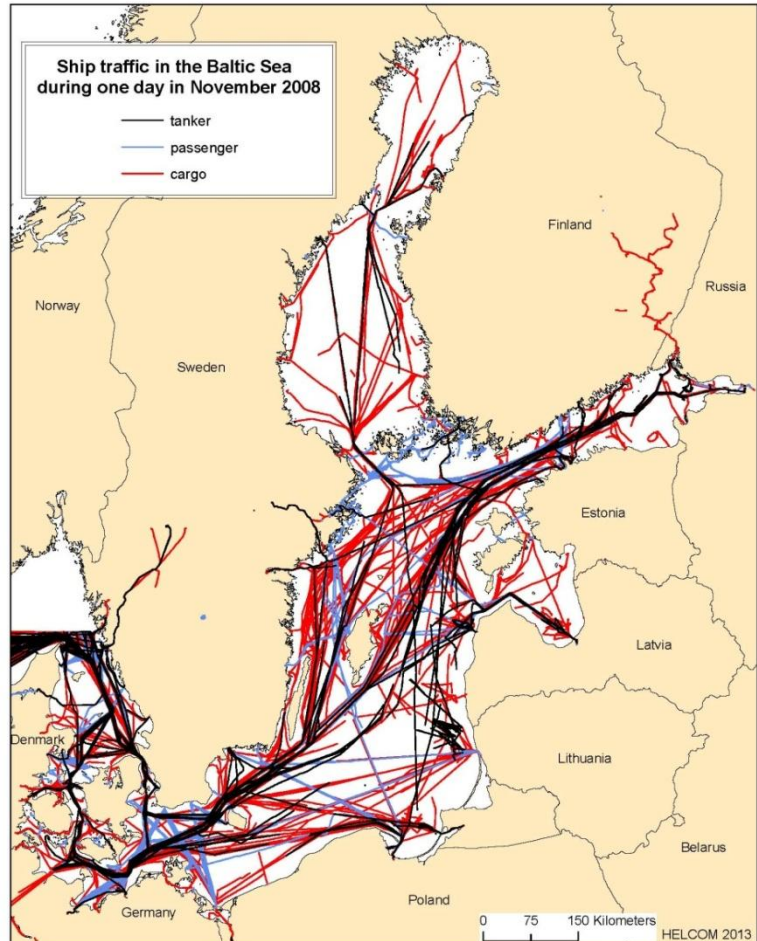 Ship traffic in the Baltic Sea
during one day in November 2008
tanker
passenger
cargo
Finland
Norway
Russia
Sweden
Estonia
Latvia
Denmark
Lithuania
Belarus
Poland
Germany
0 75 150 Kilometers
HELCOM 2013